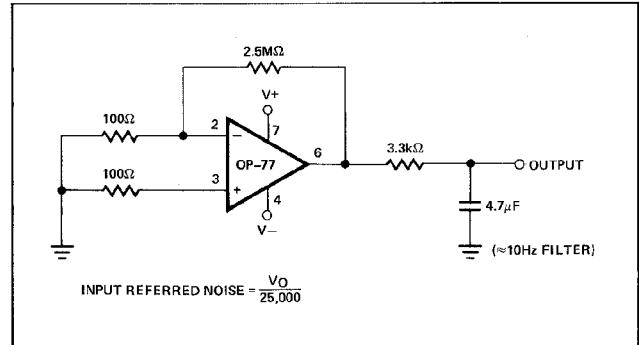 2.5MΩ
V+
100Ω
2
−
7
OP-77
6
3.3kΩ
OUTPUT
100Ω
3
+
4
V−
4.7μF
(≈10Hz FILTER)
INPUT REFERRED NOISE = VO
25,000